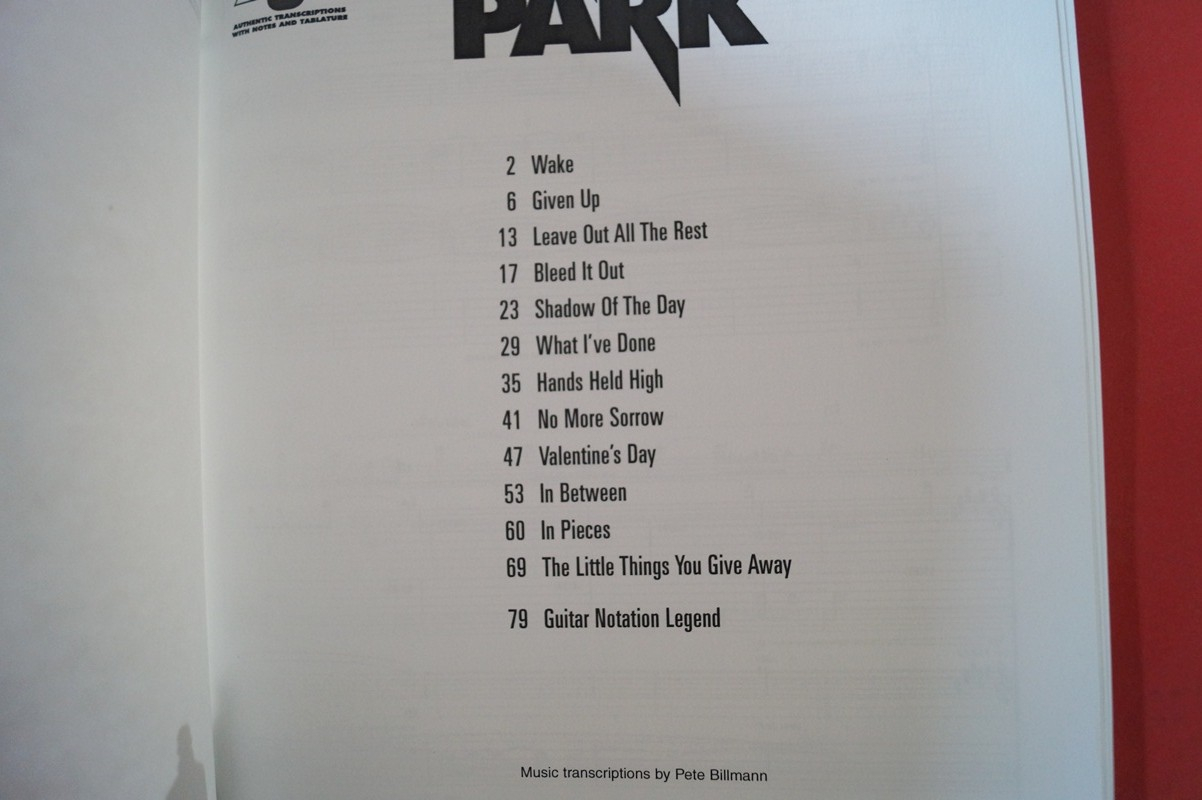 AUTHENTIC TRANSCRIPTIONS
WITH NOTES AND TABLATURE
PARK
2 Wake
6 Given Up
13 Leave Out All The Rest
17 Bleed It Out
23 Shadow Of The Day
29 What I've Done
35 Hands Held High
41 No More Sorrow
47 Valentine's Day
53 In Between
60 In Pieces
69 The Little Things You Give Away
79 Guitar Notation Legend
Music transcriptions by Pete Billmann